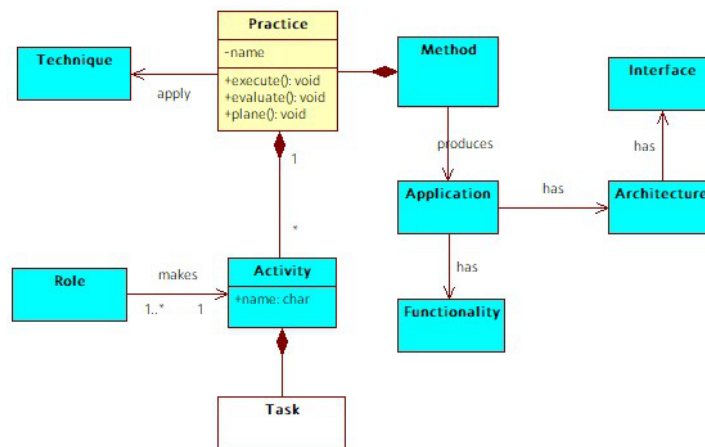 Practice
-name
+execute(): void
+evaluate(): void
+plane(): void
Technique
apply
Method
Interface
produces
has
Application
has
Architecture
has
Functionality
1
*
Role
makes
1..*
1
Activity
+name: char
Task